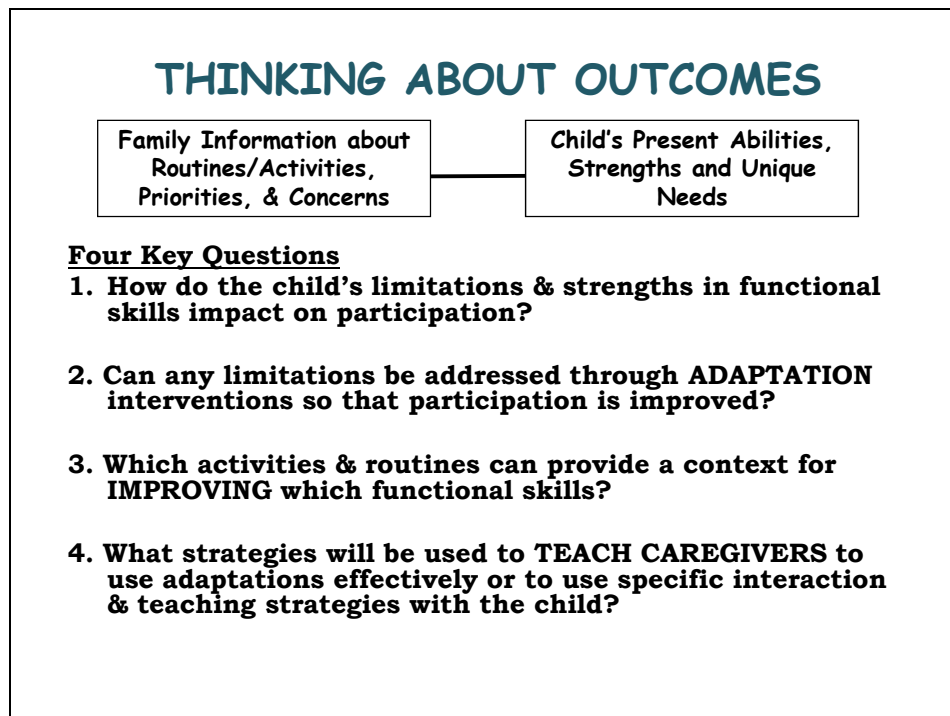 THINKING ABOUT OUTCOMES
Family Information about
Routines/Activities,
Priorities, & Concerns
Child's Present Abilities,
Strengths and Unique
Needs
Four Key Questions
1. How do the child's limitations & strengths in functional
skills impact on participation?
2. Can any limitations be addressed through ADAPTATION
interventions so that participation is improved?
3. Which activities & routines can provide a context for
IMPROVING which functional skills?
4. What strategies will be used to TEACH CAREGIVERS to
use adaptations effectively or to use specific interaction
& teaching strategies with the child?